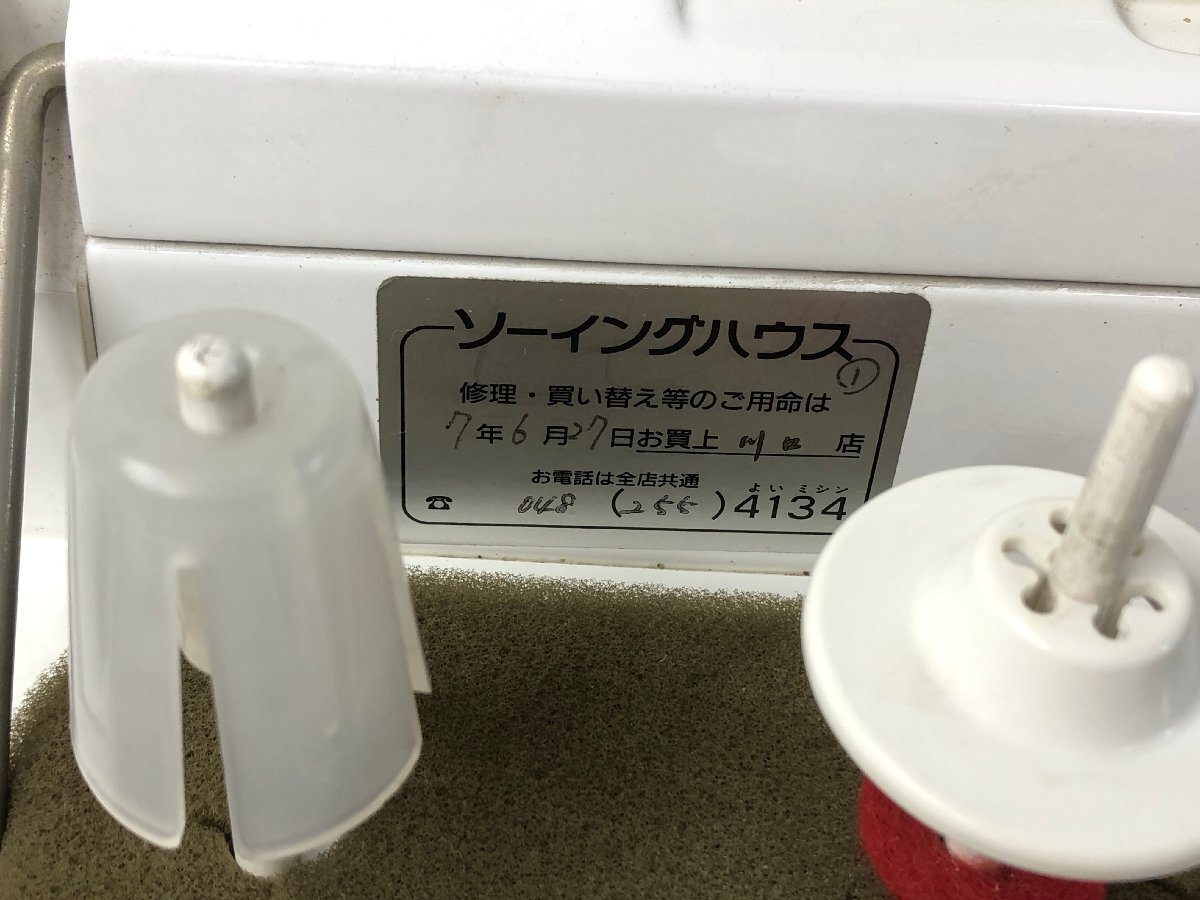 ソーイングハウス
①
修理・買い替え等のご用命は
7年6月27日お買上 川口 店
お電話は全店共通
よいミシン
☎ 048 (255) 4134